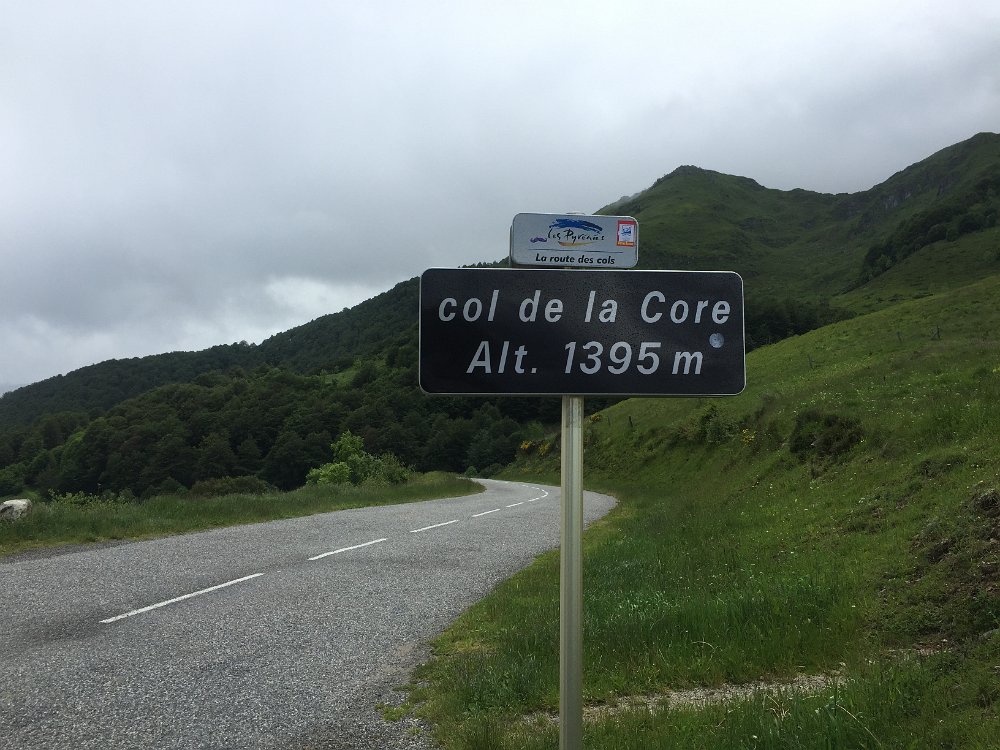 Les Pyrénées
La route des cols
col de la Core
Alt. 1395 m